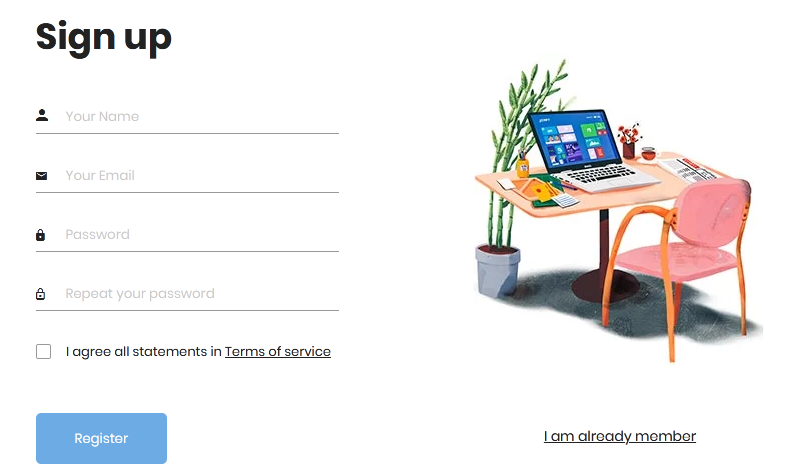 Sign up
Your Name
Your Email
Password
Repeat your password
I agree all statements in Terms of service
Register
I am already member